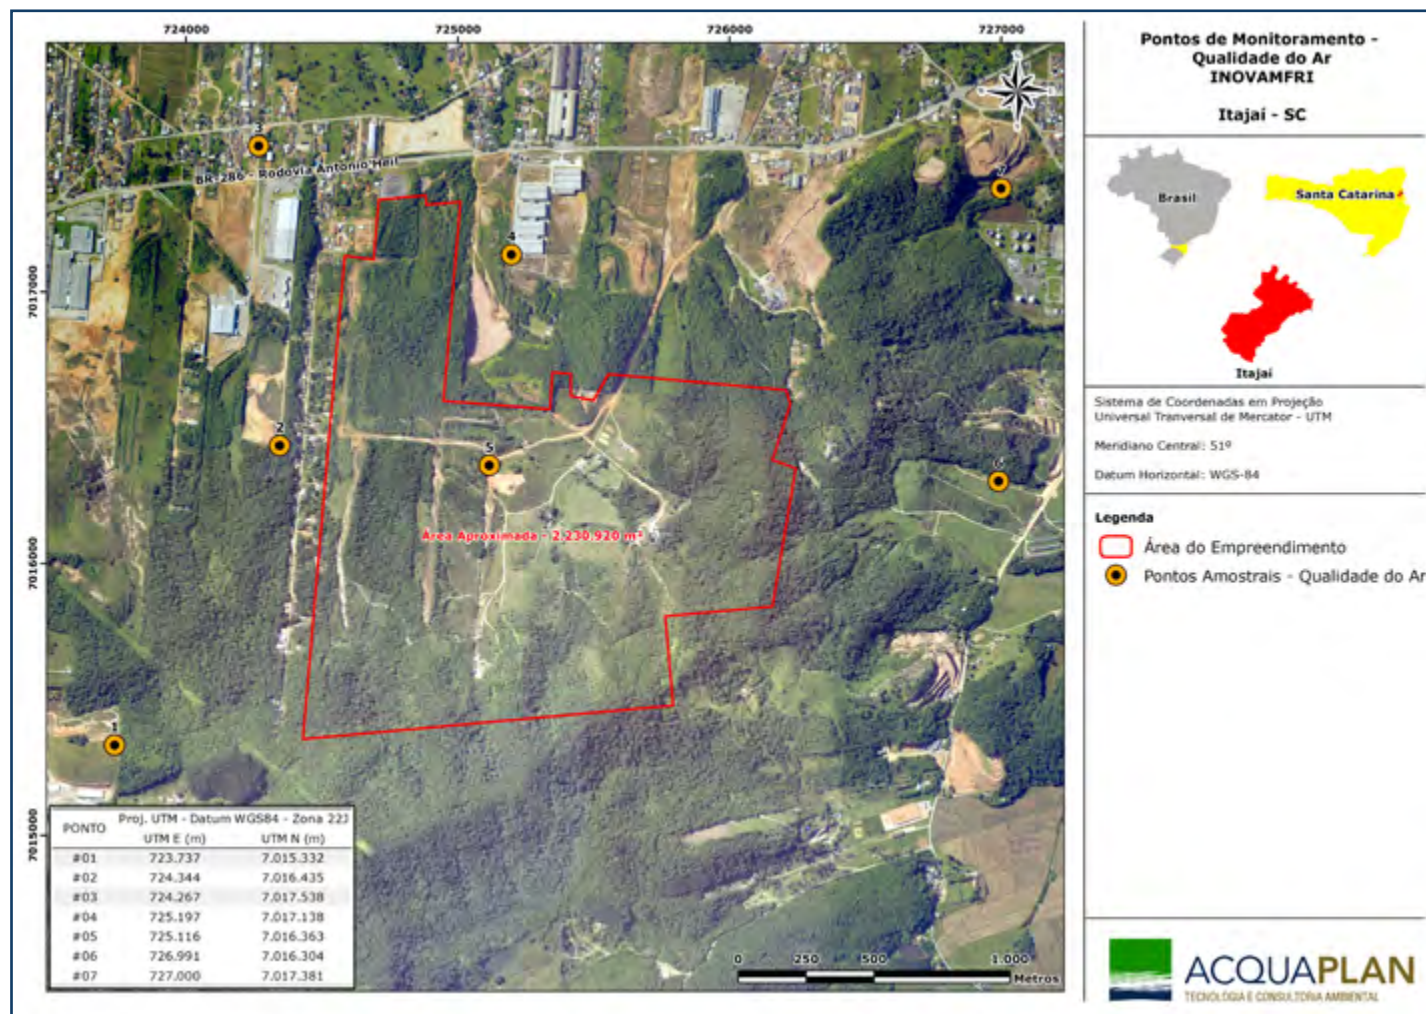 724000
725000
726000
727000
7017000
7016000
7015000
3
BR-286 - Rodovia Antonio Heil
4
7
2
5
6
1
Área Aproximada - 2.230.920 m²
PONTO
Proj. UTM - Datum WGS84 - Zona 22J
UTM E (m) UTM N (m)
#01 723.737 7.015.332
#02 724.344 7.016.435
#03 724.267 7.017.538
#04 725.197 7.017.138
#05 725.116 7.016.363
#06 726.991 7.016.304
#07 727.000 7.017.381
0 250 500 1.000
Metros
Pontos de Monitoramento -
Qualidade do Ar
INOVAMFRI
Itajaí - SC
Brasil
Santa Catarina
Itajaí
Sistema de Coordenadas em Projeção
Universal Tranversal de Mercator - UTM
Meridiano Central: 51º
Datum Horizontal: WGS-84
Legenda
Área do Empreendimento
Pontos Amostrais - Qualidade do Ar
ACQUAPLAN
TECNOLOGIA E CONSULTORIA AMBIENTAL